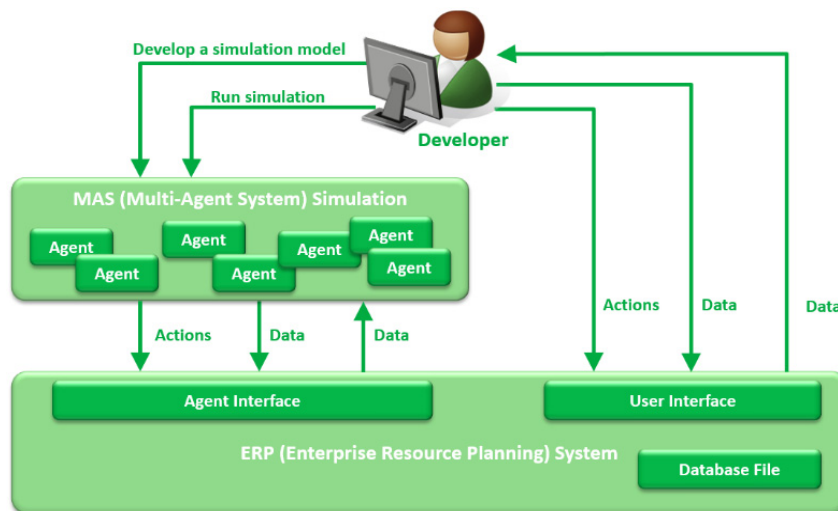 Develop a simulation model
Run simulation
Developer
MAS (Multi-Agent System) Simulation
Agent
Agent
Agent
Agent
Agent
Agent
Agent
Actions
Data
Data
Actions
Data
Data
Agent Interface
User Interface
ERP (Enterprise Resource Planning) System
Database File